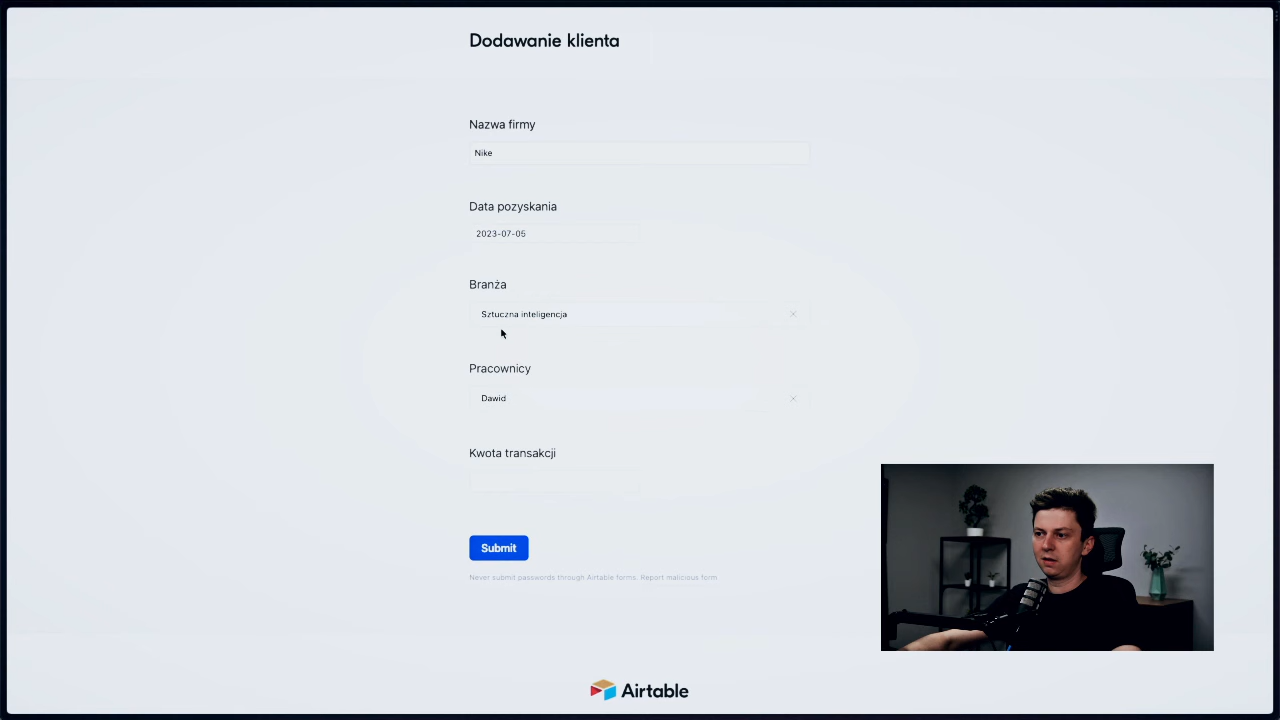 Dodawanie klienta
Nazwa firmy
Nike
Data pozyskania
2023-07-05
Branża
Sztuczna inteligencja
Pracownicy
Dawid
Kwota transakcji
Submit
Never submit passwords through Airtable forms. Report malicious form
Airtable